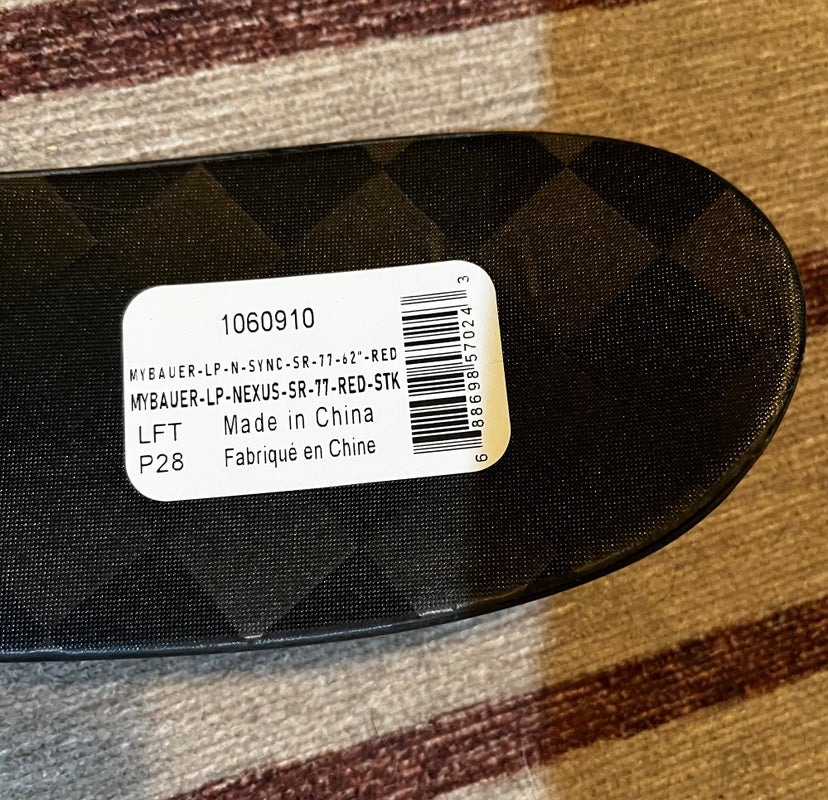 1060910
MYBAUER-LP-N-SYNC-SR-77-62"-RED
MYBAUER-LP-NEXUS-SR-77-RED-STK
LFT Made in China
P28 Fabriqué en Chine
6 88698 57024 3